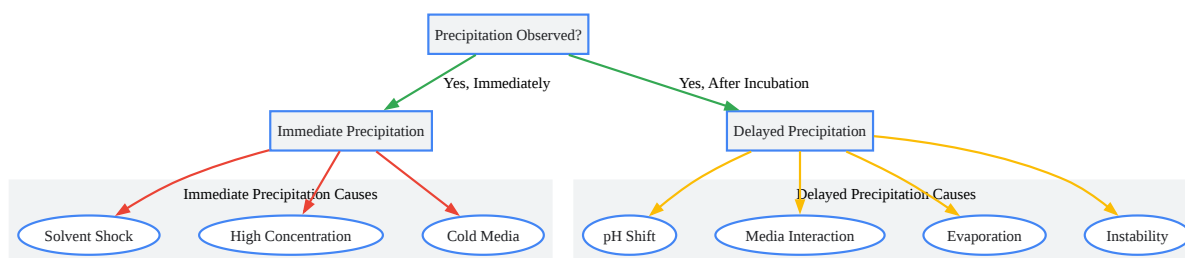 Precipitation Observed?
Yes, Immediately
Yes, After Incubation
Immediate Precipitation
Delayed Precipitation
Immediate Precipitation Causes
Delayed Precipitation Causes
Solvent Shock
High Concentration
Cold Media
pH Shift
Media Interaction
Evaporation
Instability